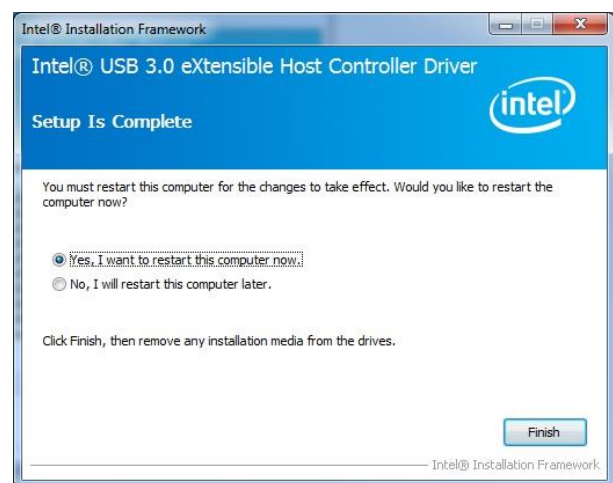 Intel® Installation Framework
Intel® USB 3.0 eXtensible Host Controller Driver
intel®
Setup Is Complete
You must restart this computer for the changes to take effect. Would you like to restart the
computer now?
Yes, I want to restart this computer now.
No, I will restart this computer later.
Click Finish, then remove any installation media from the drives.
Finish
Intel® Installation Framework